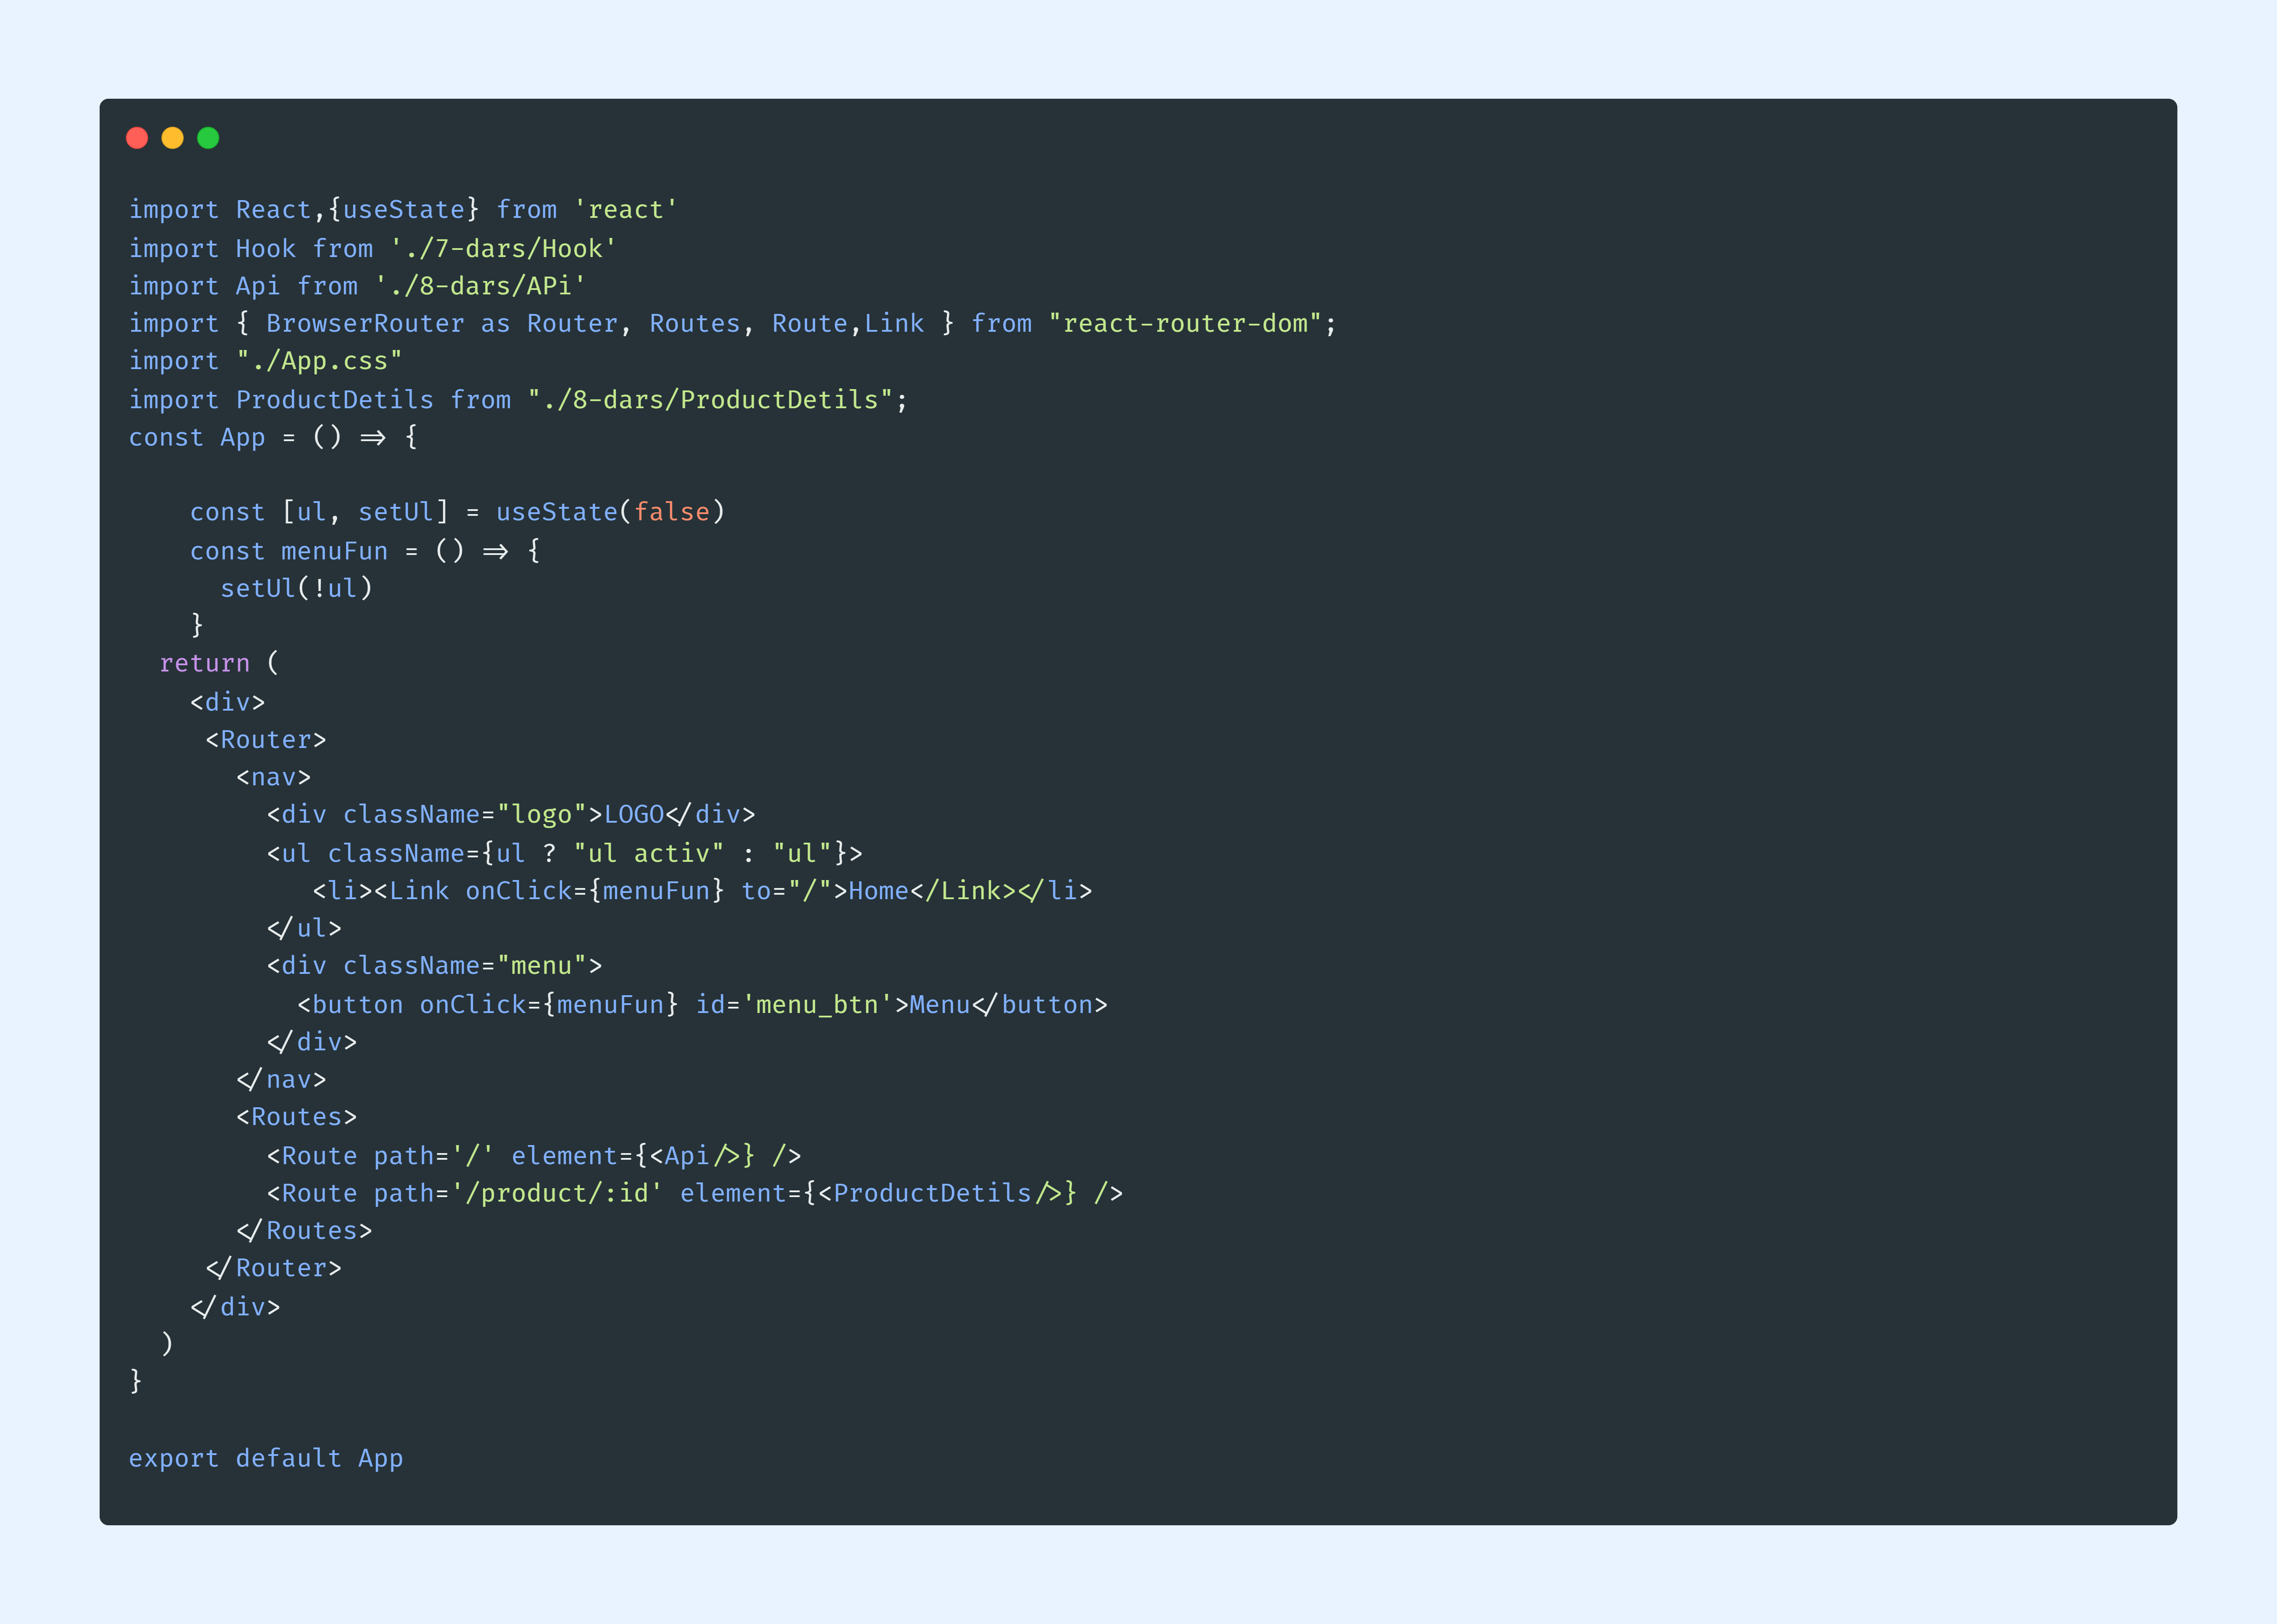 import React,{useState} from 'react'
import Hook from './7-dars/Hook'
import Api from './8-dars/APi'
import { BrowserRouter as Router, Routes, Route,Link } from "react-router-dom";
import "./App.css"
import ProductDetils from "./8-dars/ProductDetils";
const App = () => {

    const [ul, setUl] = useState(false)
    const menuFun = () => {
      setUl(!ul)
    }
  return (
    <div>
     <Router>
       <nav>
         <div className="logo">LOGO</div>
         <ul className={ul ? "ul activ" : "ul"}>
            <li><Link onClick={menuFun} to="/">Home</Link></li>
         </ul>
         <div className="menu">
           <button onClick={menuFun} id='menu_btn'>Menu</button>
         </div>
       </nav>
       <Routes>
         <Route path='/' element={<Api/>} />
         <Route path='/product/:id' element={<ProductDetils/>} />
       </Routes>
     </Router>
    </div>
  )
}

export default App